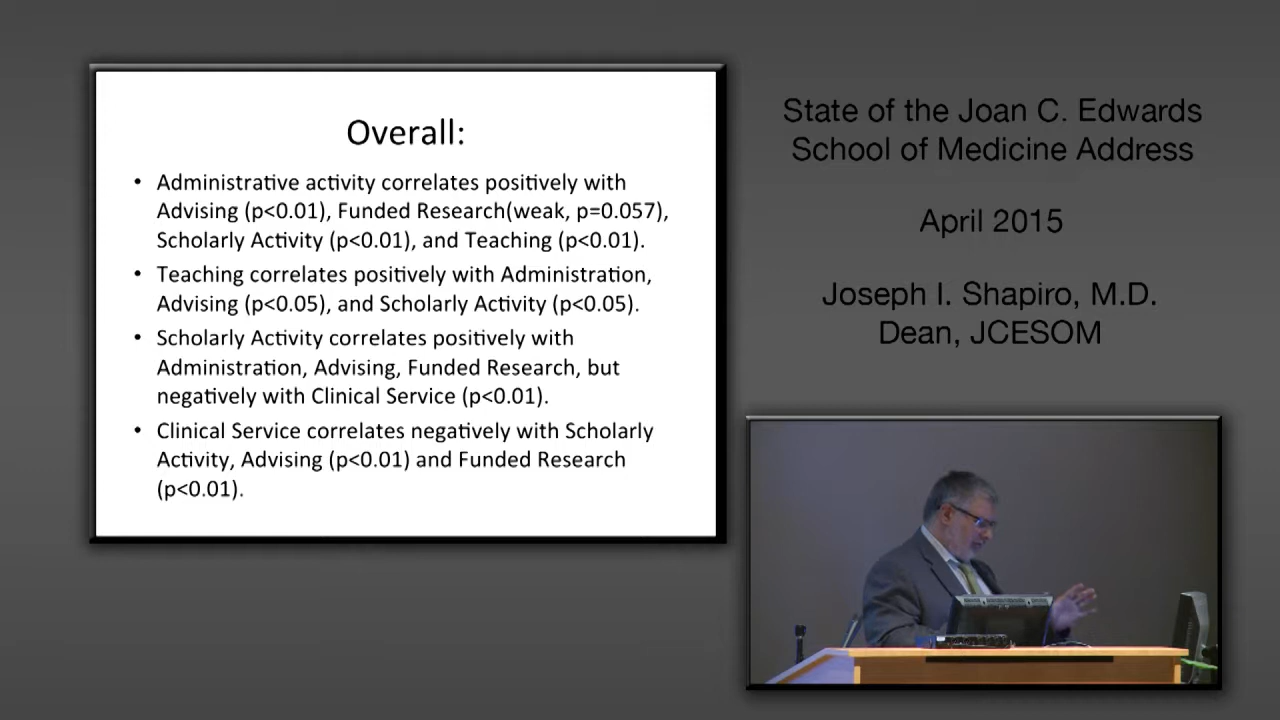 Overall:
• Administrative activity correlates positively with
Advising (p<0.01), Funded Research(weak, p=0.057),
Scholarly Activity (p<0.01), and Teaching (p<0.01).
• Teaching correlates positively with Administration,
Advising (p<0.05), and Scholarly Activity (p<0.05).
• Scholarly Activity correlates positively with
Administration, Advising, Funded Research, but
negatively with Clinical Service (p<0.01).
• Clinical Service correlates negatively with Scholarly
Activity, Advising (p<0.01) and Funded Research
(p<0.01).
State of the Joan C. Edwards
School of Medicine Address
April 2015
Joseph I. Shapiro, M.D.
Dean, JCESOM